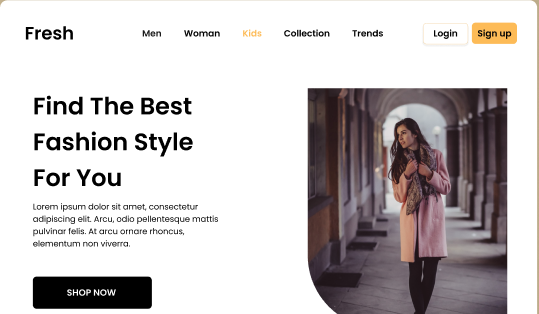 Fresh
Men Woman Kids Collection Trends Login Sign up
Find The Best
Fashion Style
For You
Lorem ipsum dolor sit amet, consectetur
adipiscing elit. Arcu, odio pellentesque mattis
pulvinar felis. At arcu ornare rhoncus,
elementum non viverra.
SHOP NOW